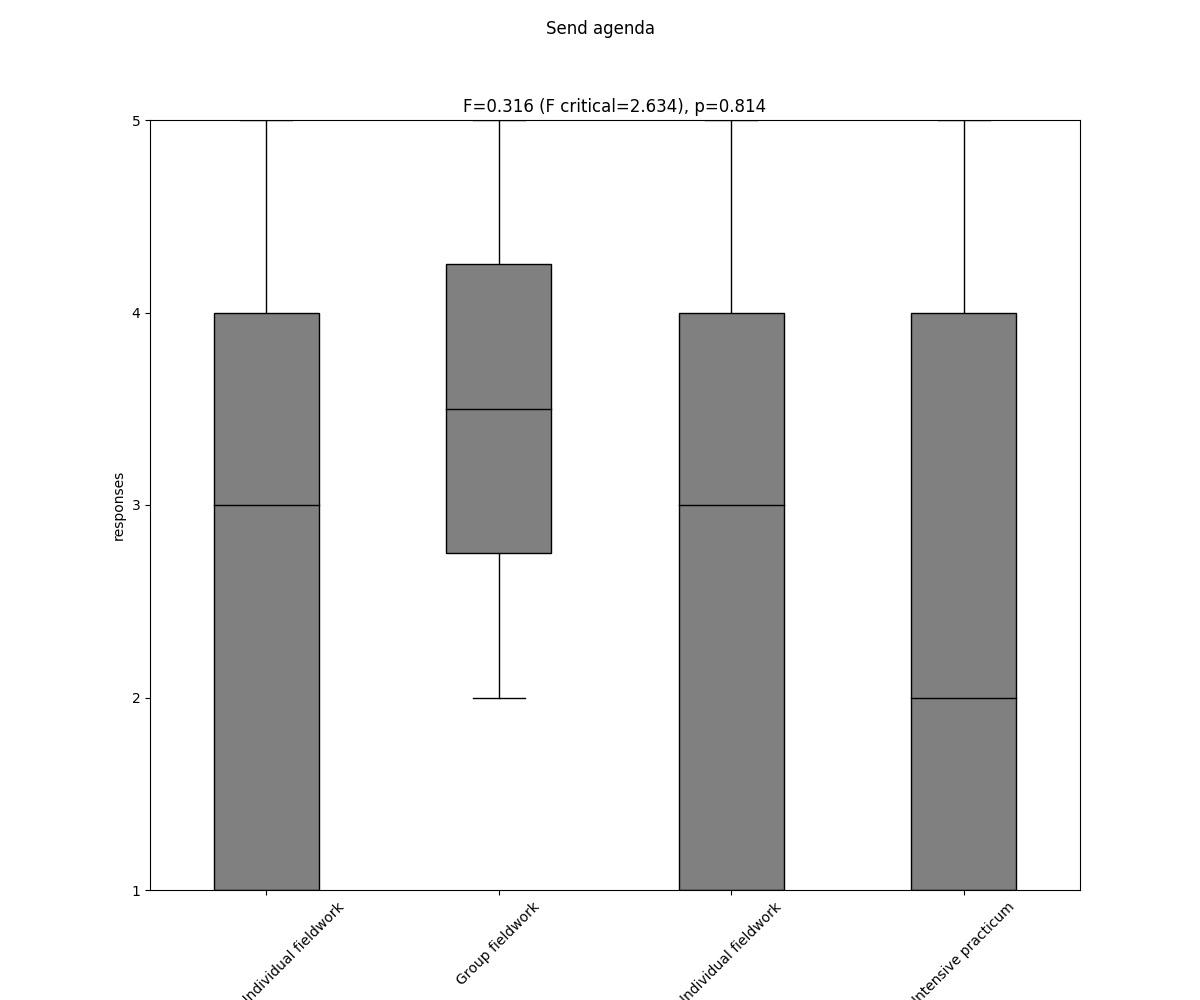 Send agenda
F=0.316 (F critical=2.634), p=0.814
5
4
3
2
1
responses
Individual fieldwork
Group fieldwork
Individual fieldwork
Intensive practicum